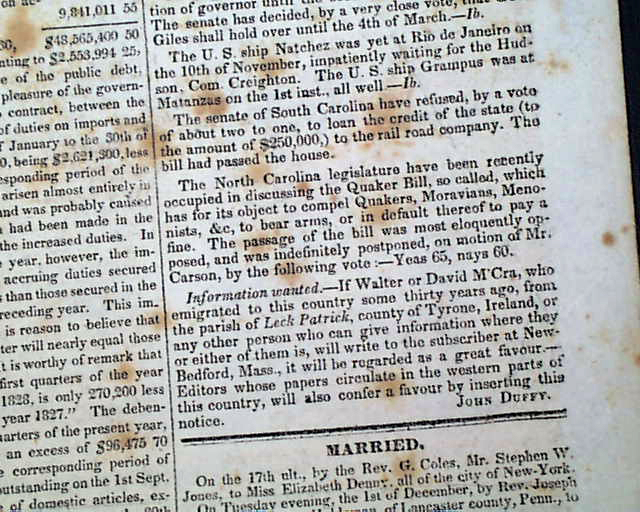 on ac-
9,841,011 55
$48,565,400 50
nting to $2,553,994 25;
e of the public debt,
pleasure of the govern-
contract, between the
of duties on imports and
f January to the 30th of
0, being $2,621,300, less
esponding period of the
arisen almost entirely in
and was probably caused
had been made in the
the increased duties. In
year, however, the im-
accruing duties secured
than those secured in the
receding year. This im.
is reason to believe that
ter will nearly equal those
t is worthy of remark that
first quarters of the year
1828, is only 270,200 less
year 1827." The deben-
uarters of the present year,
an excess of $96,475 70
e corresponding period of
outstanding on the 1st Sept.
e of domestic articles, ex-
tion of governor until the
The senate has decided, by a very close vote, that
Giles shall hold over until the 4th of March.—Ib.
The U. S. ship Natchez was yet at Rio de Janeiro on
the 10th of November, impatiently waiting for the Hud-
son, Com. Creighton. The U. S. ship Grampus was at
Matanzas on the 1st inst., all well.—Ib.
The senate of South Carolina have refused, by a vote
of about two to one, to loan the credit of the state (to
the amount of $250,000,) to the rail road company. The
bill had passed the house.
The North Carolina legislature have been recently
occupied in discussing the Quaker Bill, so called, which
has for its object to compel Quakers, Moravians, Meno-
nists, &c, to bear arms, or in default thereof to pay a
fine. The passage of the bill was most eloquently op-
posed, and was indefinitely postponed, on motion of Mr.
Carson, by the following vote:—Yeas 65, nays 60.
Information wanted.—If Walter or David M'Cra, who
emigrated to this country some thirty years ago, from
the parish of Leck Patrick, county of Tyrone, Ireland, or
any other person who can give information where they
or either of them is, will write to the subscriber at New-
Bedford, Mass., it will be regarded as a great favour.—
Editors whose papers circulate in the western parts of
this country, will also confer a favour by inserting this
notice. JOHN DUFFY.
MARRIED.
On the 17th ult., by the Rev. G. Coles, Mr. Stephen W.
Jones, to Miss Elizabeth Denny, all of the city of New-York.
On Tuesday evening, the 1st of December, by Rev. Joseph
of Lancaster county, Penn., to